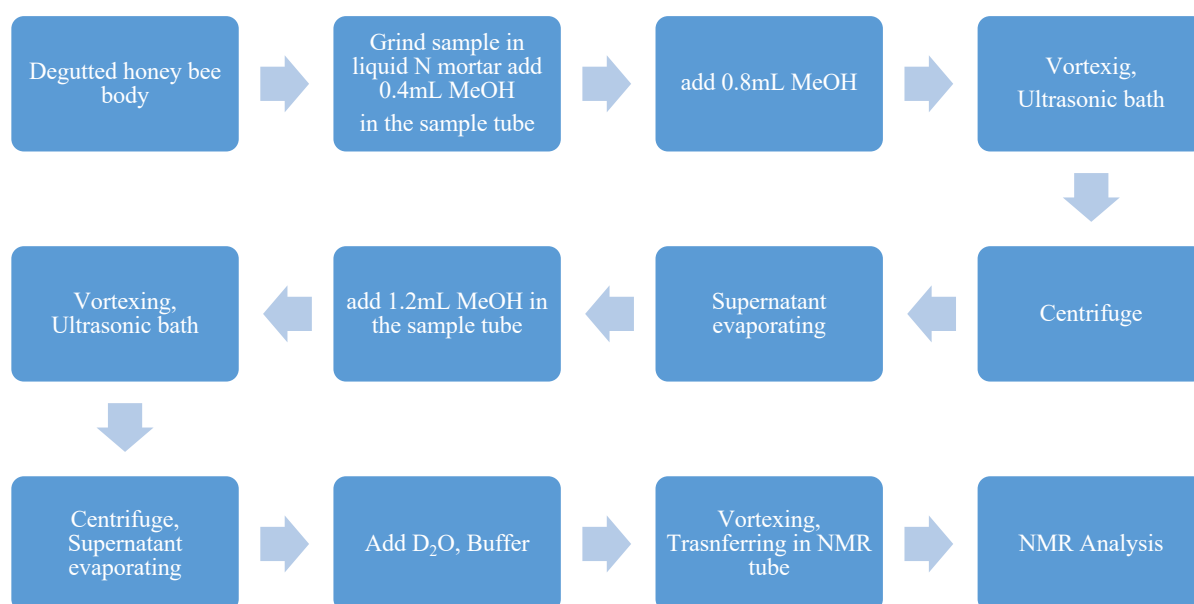 Degutted honey bee
body
Grind sample in
liquid N mortar add
0.4mL MeOH
in the sample tube
add 0.8mL MeOH
Vortexig,
Ultrasonic bath
Centrifuge
Supernatant
evaporating
add 1.2mL MeOH in
the sample tube
Vortexing,
Ultrasonic bath
Centrifuge,
Supernatant
evaporating
Add D₂O, Buffer
Vortexing,
Trasnferring in NMR
tube
NMR Analysis